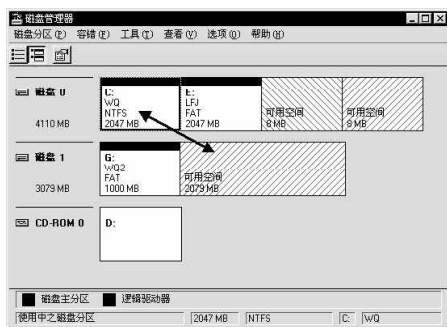 磁盘管理器
磁盘分区(P) 容错(F) 工具(T) 查看(V) 选项(O) 帮助(H)
磁盘 0
4110 MB
C:
WQ
NTFS
2047 MB
E:
LFJ
FAT
2047 MB
可用空间
8 MB
可用空间
8 MB
磁盘 1
3079 MB
G:
WQ2
FAT
1000 MB
可用空间
2079 MB
CD-ROM 0
D:
磁盘主分区 逻辑驱动器
使用中之磁盘分区 2047 MB NTFS C: WQ